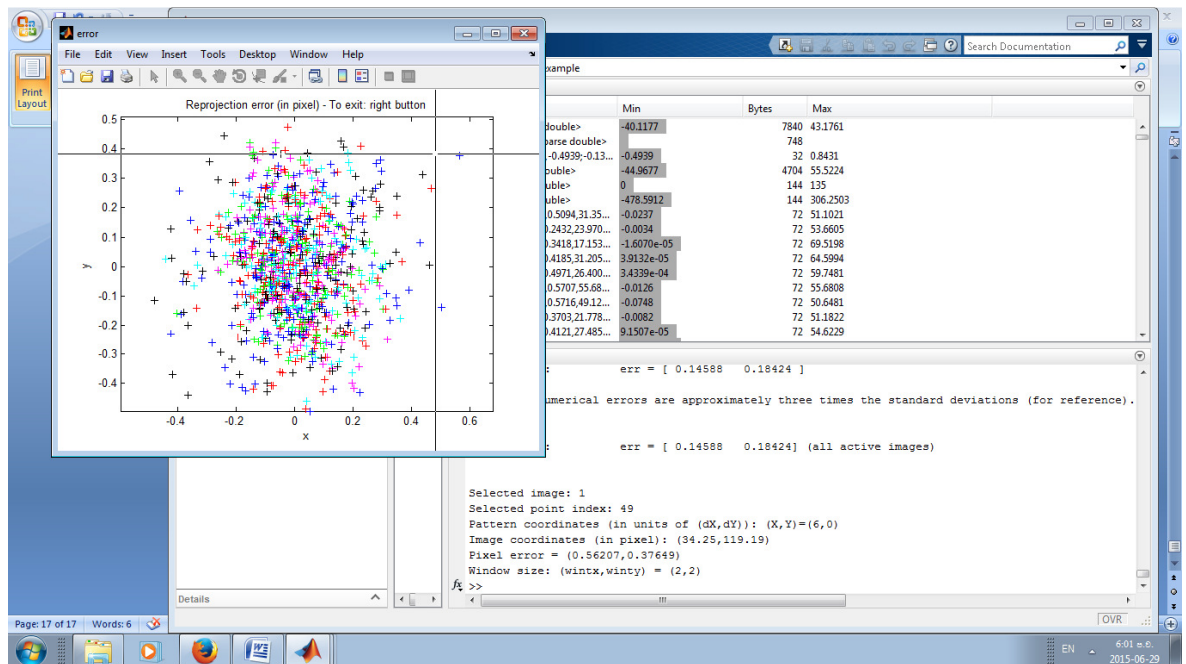 error
File Edit View Insert Tools Desktop Window Help
Reprojection error (in pixel) - To exit: right button
0.5
0.4
0.3
0.2
0.1
0
-0.1
-0.2
-0.3
-0.4
y
-0.4 -0.2 0 0.2 0.4 0.6
x
Print
Layout
Search Documentation
Min Bytes Max
double> -40.1177 7840 43.1761
parse double> 748
-0.4939;-0.13... -0.4939 32 0.8431
ouble> -44.9677 4704 55.5224
uble> 0 144 135
uble> -478.5912 144 306.2503
0.5094,31.35... -0.0237 72 51.1021
0.2432,23.970... -0.0034 72 53.6605
0.3418,17.153... -1.6070e-05 72 69.5198
0.4185,31.205... 3.9132e-05 72 64.5994
0.4971,26.400... 3.4339e-04 72 59.7481
0.5707,55.68... -0.0126 72 55.6808
0.5716,49.12... -0.0748 72 50.6481
0.3703,21.778... -0.0082 72 51.1822
0.4121,27.485... 9.1507e-05 72 54.6229
: err = [ 0.14588 0.18424 ]
umerical errors are approximately three times the standard deviations (for reference).
: err = [ 0.14588 0.18424] (all active images)
Selected image: 1
Selected point index: 49
Pattern coordinates (in units of (dX,dY)): (X,Y)=(6,0)
Image coordinates (in pixel): (34.25,119.19)
Pixel error = (0.56207,0.37649)
Window size: (wintx,winty) = (2,2)
fx >>
Details
OVR
Page: 17 of 17 Words: 6
EN
6:01
2015-06-29